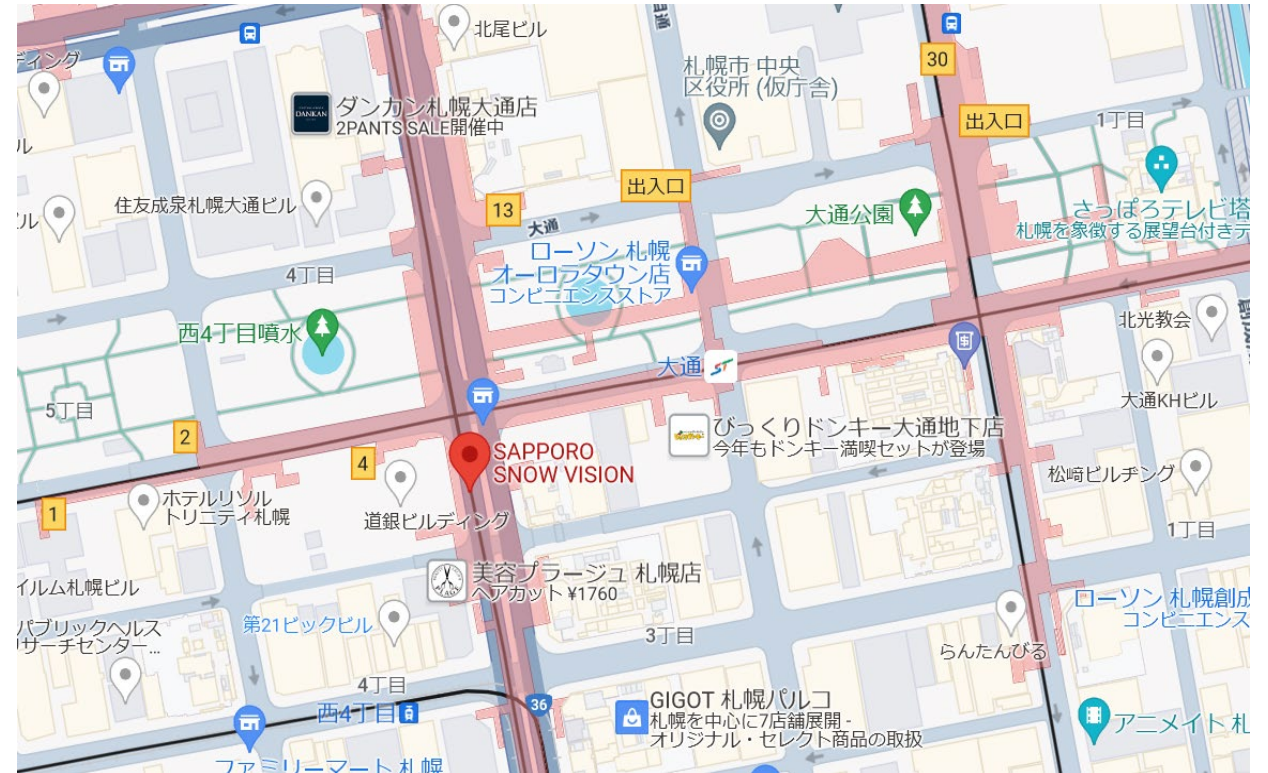 北尾ビル
ディング
30
札幌市 中央
区役所 (仮庁舎)
ダンカン札幌大通店
2PANTS SALE開催中
DANKAN
出入口
1丁目
ル
出入口
住友成泉札幌大通ビル
13
大通
大通公園
さっぽろテレビ塔
札幌を象徴する展望台付きテ
ローソン 札幌
オーロラタウン店
コンビニエンスストア
4丁目
西4丁目噴水
北光教会
大通
ST
5丁目
大通KHビル
2
びっくりドンキー大通地下店
今年もドンキー満喫セットが登場
SAPPORO
SNOW VISION
4
松崎ビルヂング
1
ホテルリソル
トリニティ札幌
道銀ビルディング
1丁目
美容プラージュ 札幌店
ヘアカット ¥1760
イルム札幌ビル
ローソン 札幌創成
コンビニエンス
パブリックヘルス
リサーチセンター...
第21ビックビル
3丁目
らんたんびる
4丁目
西4丁目
36
GIGOT 札幌パルコ
札幌を中心に7店舗展開 -
オリジナル・セレクト商品の取扱
アニメイト 札
ファミリーマート 札幌